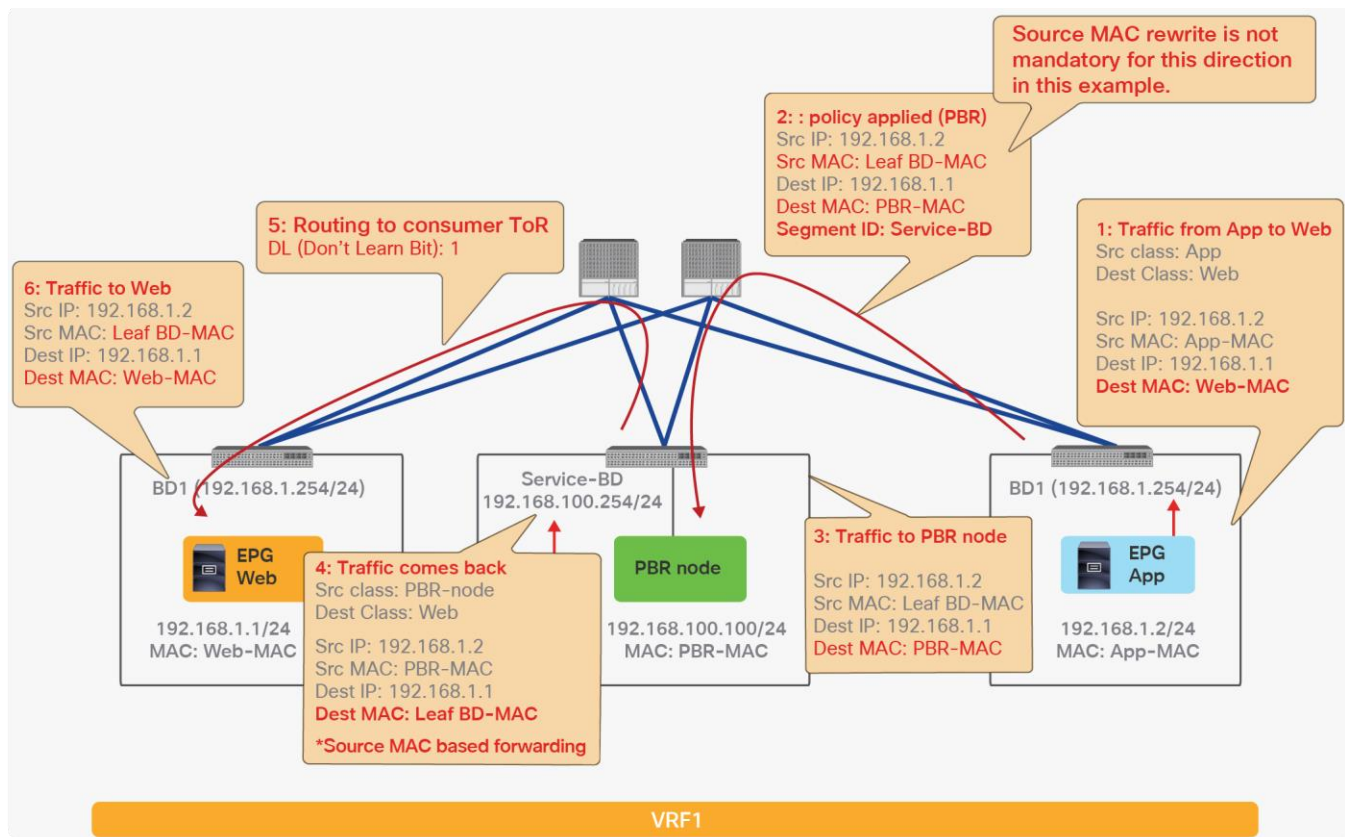 Source MAC rewrite is not
mandatory for this direction
in this example.
2: : policy applied (PBR)
Src IP: 192.168.1.2
Src MAC: Leaf BD-MAC
Dest IP: 192.168.1.1
Dest MAC: PBR-MAC
Segment ID: Service-BD
5: Routing to consumer ToR
DL (Don't Learn Bit): 1
1: Traffic from App to Web
Src class: App
Dest Class: Web
Src IP: 192.168.1.2
Src MAC: App-MAC
Dest IP: 192.168.1.1
Dest MAC: Web-MAC
6: Traffic to Web
Src IP: 192.168.1.2
Src MAC: Leaf BD-MAC
Dest IP: 192.168.1.1
Dest MAC: Web-MAC
BD1 (192.168.1.254/24)
Service-BD
192.168.100.254/24
BD1 (192.168.1.254/24)
EPG
Web
192.168.1.1/24
MAC: Web-MAC
4: Traffic comes back
Src class: PBR-node
Dest Class: Web
Src IP: 192.168.1.2
Src MAC: PBR-MAC
Dest IP: 192.168.1.1
Dest MAC: Leaf BD-MAC
*Source MAC based forwarding
PBR node
192.168.100.100/24
MAC: PBR-MAC
3: Traffic to PBR node
Src IP: 192.168.1.2
Src MAC: Leaf BD-MAC
Dest IP: 192.168.1.1
Dest MAC: PBR-MAC
EPG
App
192.168.1.2/24
MAC: App-MAC
VRF1